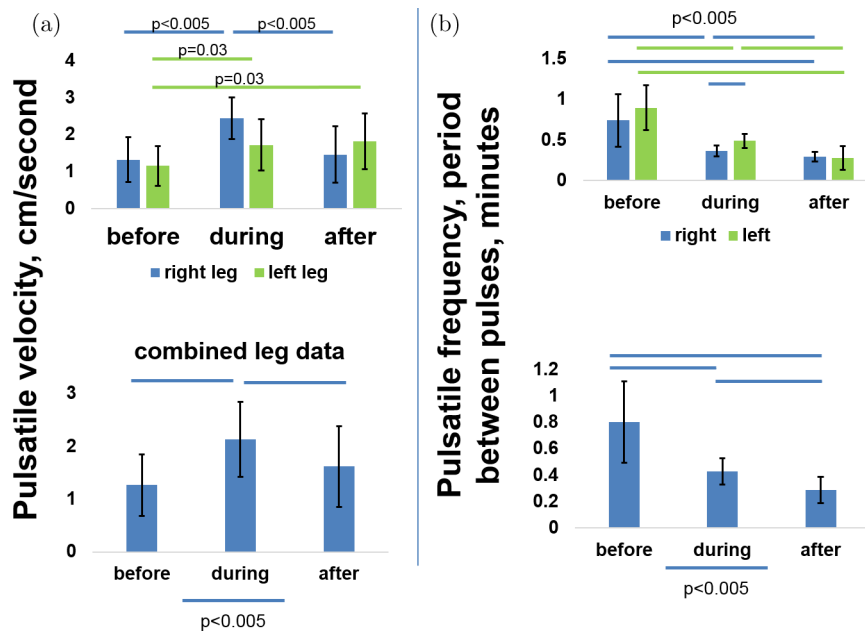 (a)
p<0.005 p<0.005
p=0.03
p=0.03
Pulsatile velocity, cm/second
4
3
2
1
0
before during after
right leg left leg
combined leg data
3
2
1
0
before during after
p<0.005
(b)
p<0.005
Pulsatile frequency, period
between pulses, minutes
1.5
1
0.5
0
before during after
right left
1.2
1
0.8
0.6
0.4
0.2
0
before during after
p<0.005